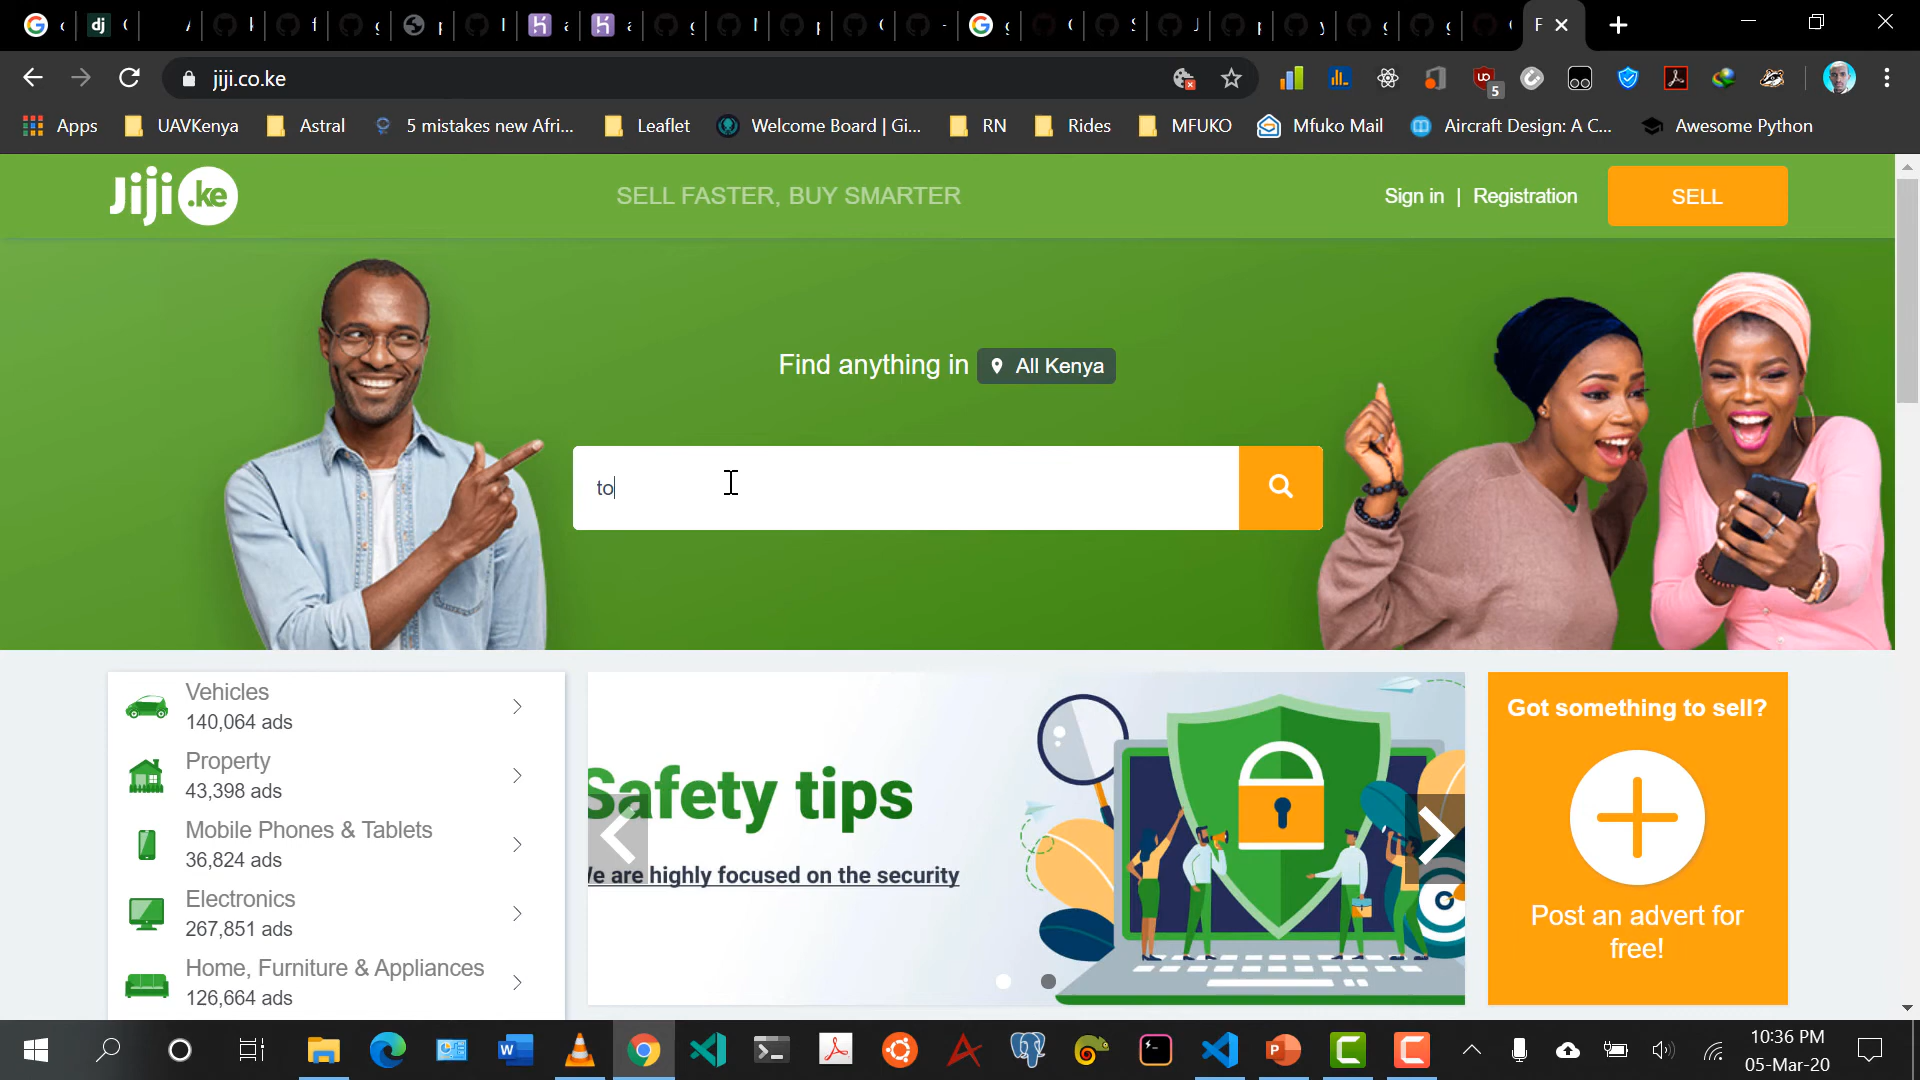 jiji.co.ke
5
Apps
UAVKenya
Astral
5 mistakes new Afri...
Leaflet
Welcome Board | Gi...
RN
Rides
MFUKO
Mfuko Mail
Aircraft Design: A C...
Awesome Python
Jiji .ke
SELL FASTER, BUY SMARTER
Sign in | Registration
SELL
Find anything in All Kenya
to
Vehicles
140,064 ads
Property
43,398 ads
Mobile Phones & Tablets
36,824 ads
Electronics
267,851 ads
Home, Furniture & Appliances
126,664 ads
Safety tips
We are highly focused on the security
Got something to sell?
Post an advert for
free!
10:36 PM
05-Mar-20